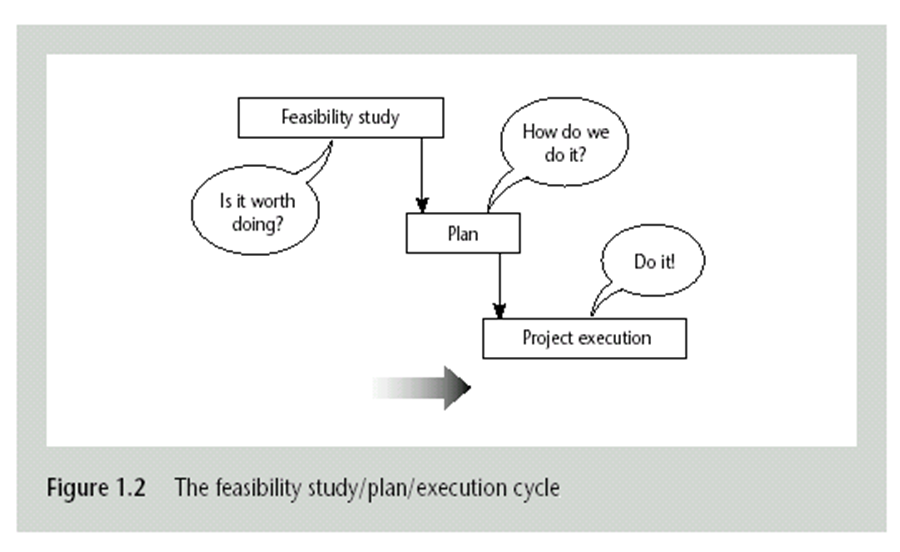 Feasibility study
Is it worth
doing?
How do we
do it?
Plan
Do it!
Project execution
Figure 1.2 The feasibility study/plan/execution cycle